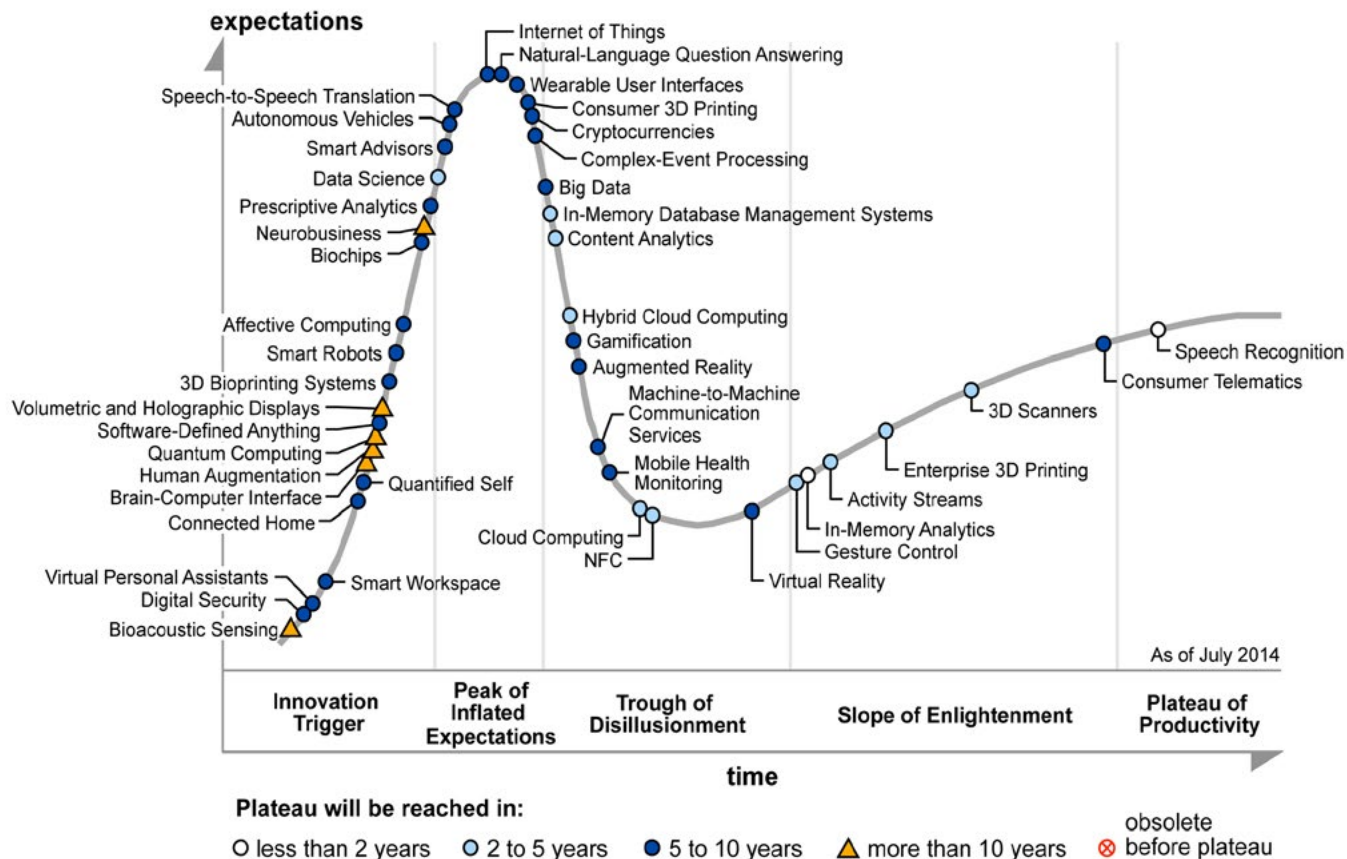 expectations
Internet of Things
Natural-Language Question Answering
Wearable User Interfaces
Consumer 3D Printing
Cryptocurrencies
Complex-Event Processing
Speech-to-Speech Translation
Autonomous Vehicles
Smart Advisors
Data Science
Prescriptive Analytics
Neurobusiness
Biochips
Big Data
In-Memory Database Management Systems
Content Analytics
Affective Computing
Smart Robots
3D Bioprinting Systems
Volumetric and Holographic Displays
Software-Defined Anything
Quantum Computing
Human Augmentation
Brain-Computer Interface
Connected Home
Quantified Self
Hybrid Cloud Computing
Gamification
Augmented Reality
Machine-to-Machine
Communication
Services
Mobile Health
Monitoring
Virtual Personal Assistants
Digital Security
Bioacoustic Sensing
Smart Workspace
Cloud Computing
NFC
Speech Recognition
Consumer Telematics
3D Scanners
Enterprise 3D Printing
Activity Streams
In-Memory Analytics
Gesture Control
Virtual Reality
As of July 2014
Innovation
Trigger
Peak of
Inflated
Expectations
Trough of
Disillusionment
Slope of Enlightenment
Plateau of
Productivity
time
Plateau will be reached in:
less than 2 years
2 to 5 years
5 to 10 years
more than 10 years
obsolete
before plateau